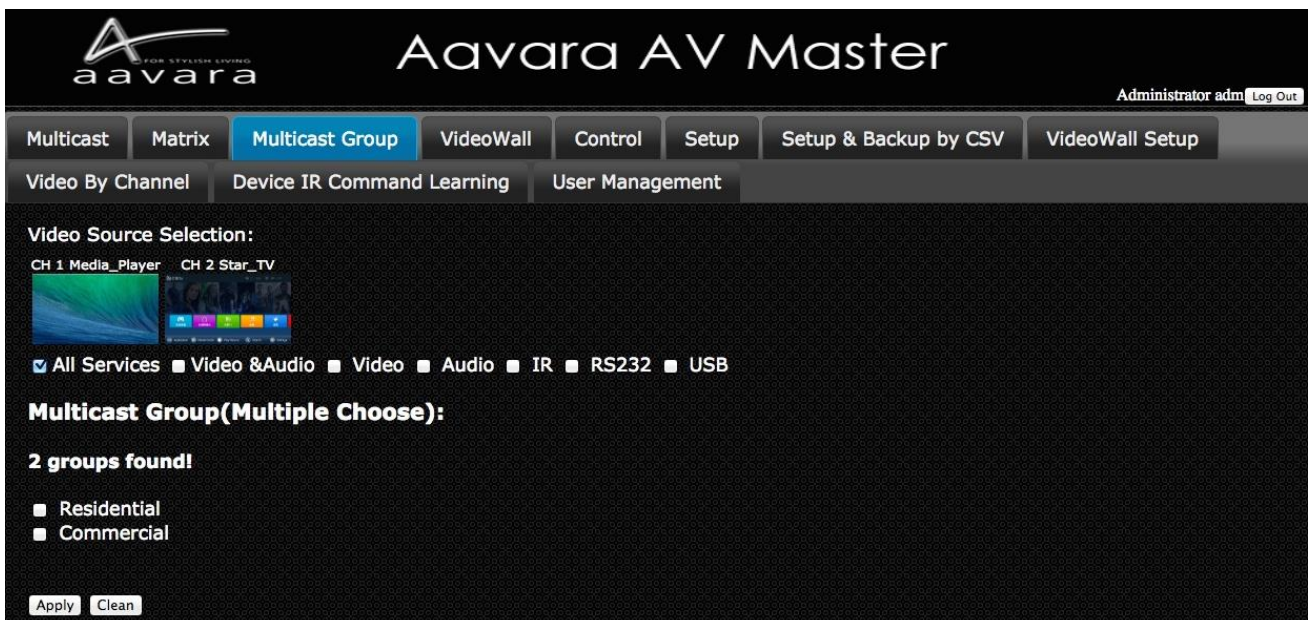 FOR STYLISH LIVING
aavara
Aavara AV Master
Administrator adm Log Out
Multicast Matrix Multicast Group VideoWall Control Setup Setup & Backup by CSV VideoWall Setup
Video By Channel Device IR Command Learning User Management
Video Source Selection:
CH 1 Media_Player CH 2 Star_TV
All Services Video &Audio Video Audio IR RS232 USB
Multicast Group(Multiple Choose):
2 groups found!
Residential
Commercial
Apply Clean